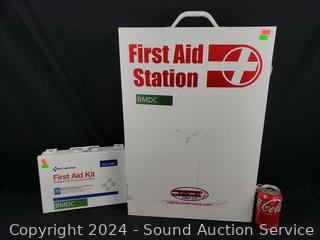 First Aid
Station
BMDC
First Aid Kit
BMDC
Coca-Cola
Copyright 2024 - Sound Auction Service